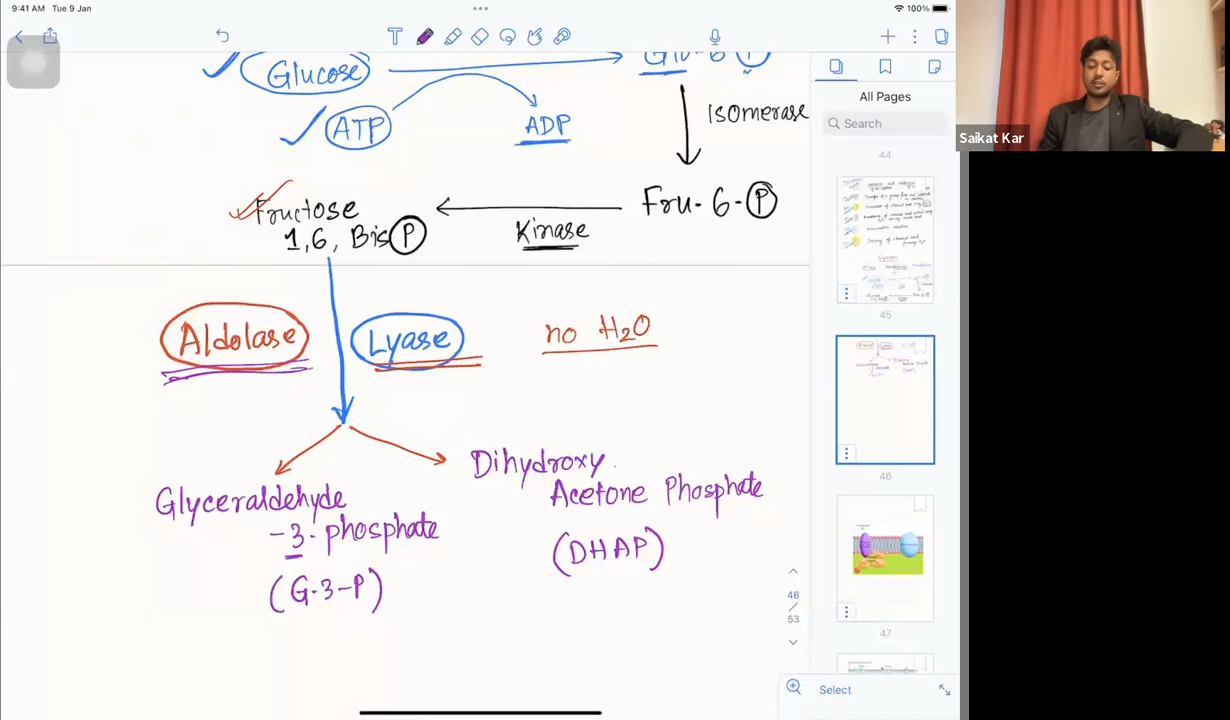 9:41 AM Tue 9 Jan
100%
T
Glucose
Glu-6-P
ATP
ADP
Isomerase
All Pages
Search
Saikat Kar
44
Fructose
1,6, Bis P
Kinase
Fru-6-P
45
Aldolase
Lyase
no H2O
Dihydroxy
Acetone Phosphate
(DHAP)
Glyceraldehyde
-3-phosphate
(G-3-P)
46
46
/
53
47
Select